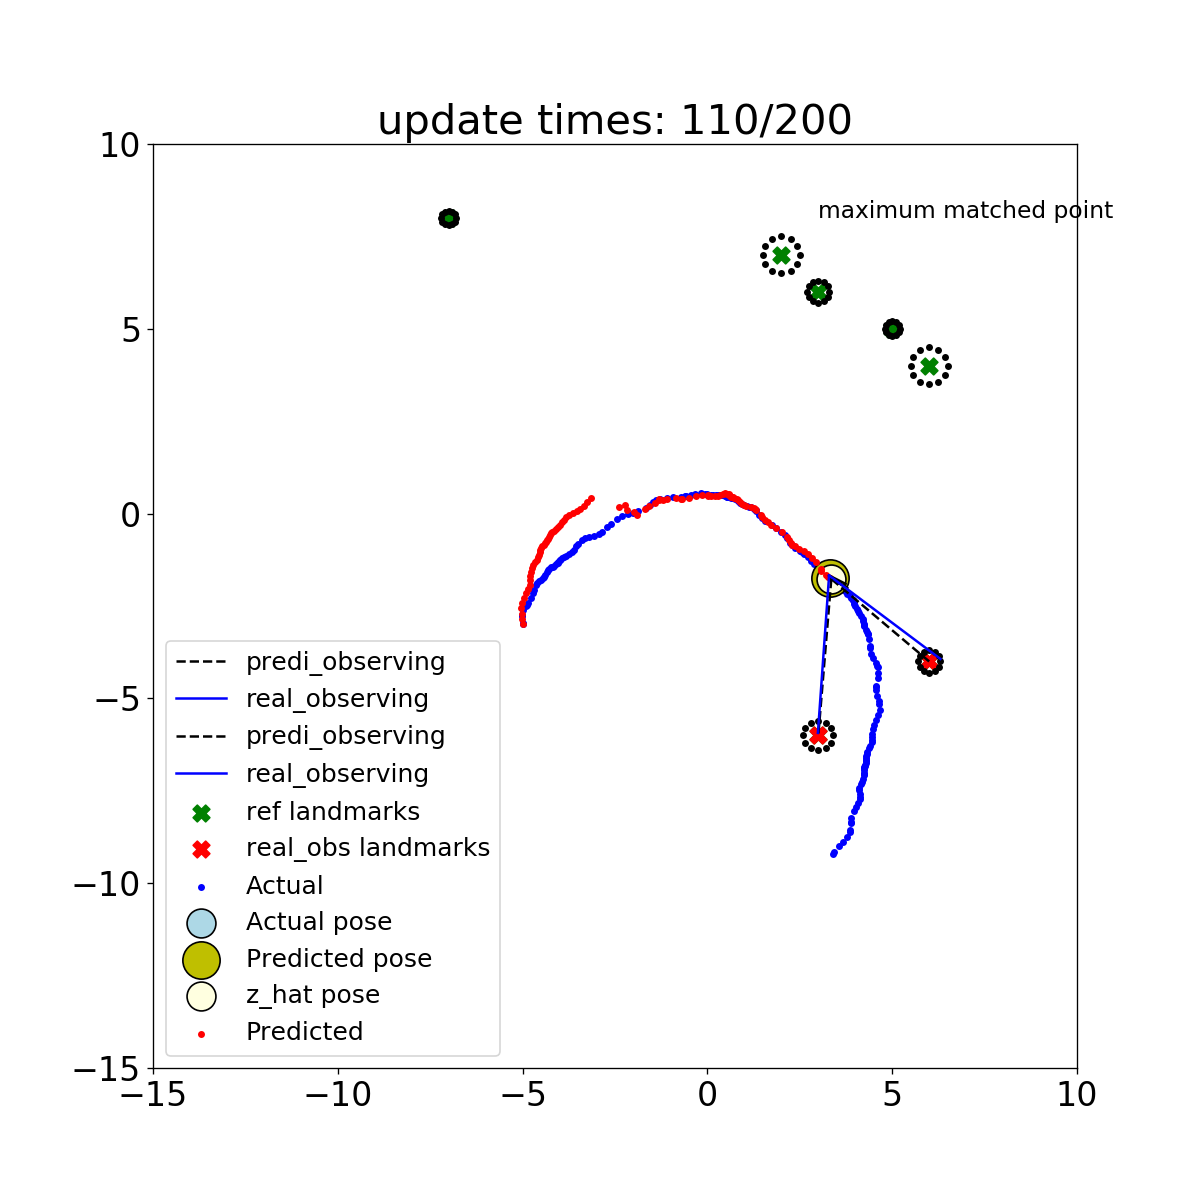 update times: 110/200
10
maximum matched point
5
0
−5
−10
−15
predi_observing
real_observing
predi_observing
real_observing
ref landmarks
real_obs landmarks
Actual
Actual pose
Predicted pose
z_hat pose
Predicted
−15 −10 −5 0 5 10